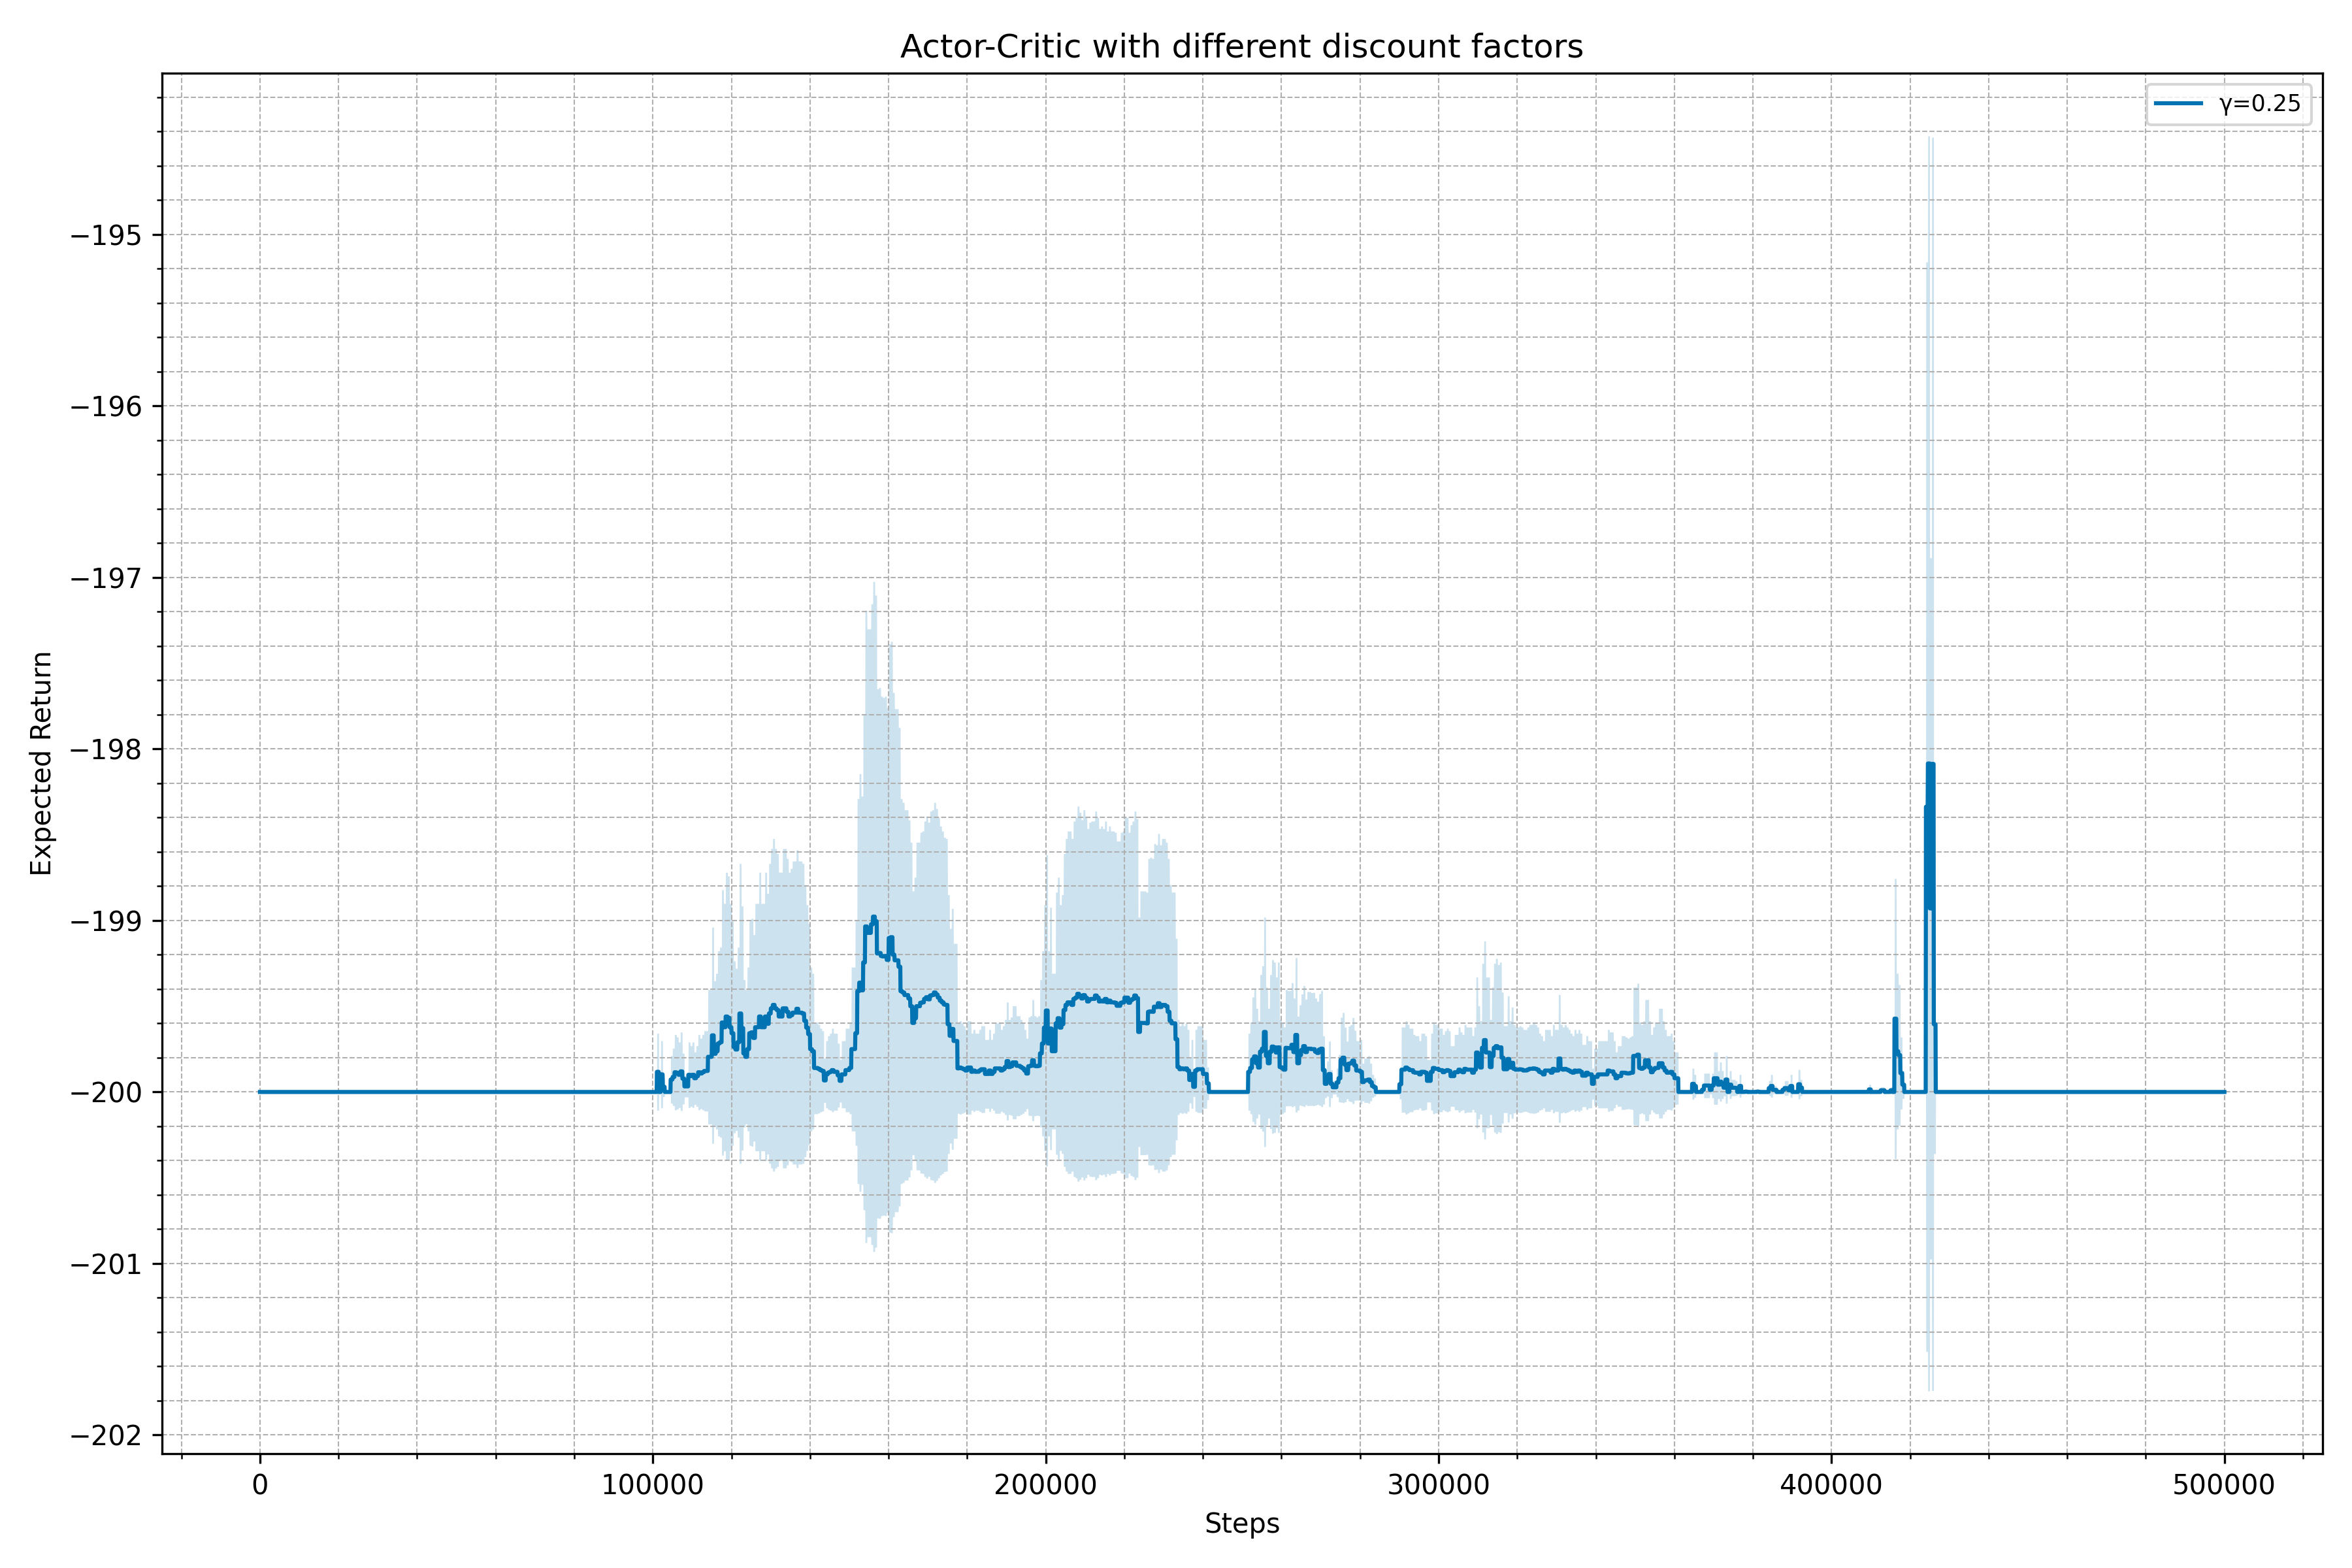 Actor-Critic with different discount factors
γ=0.25
Expected Return
−195
−196
−197
−198
−199
−200
−201
−202
0 100000 200000 300000 400000 500000
Steps